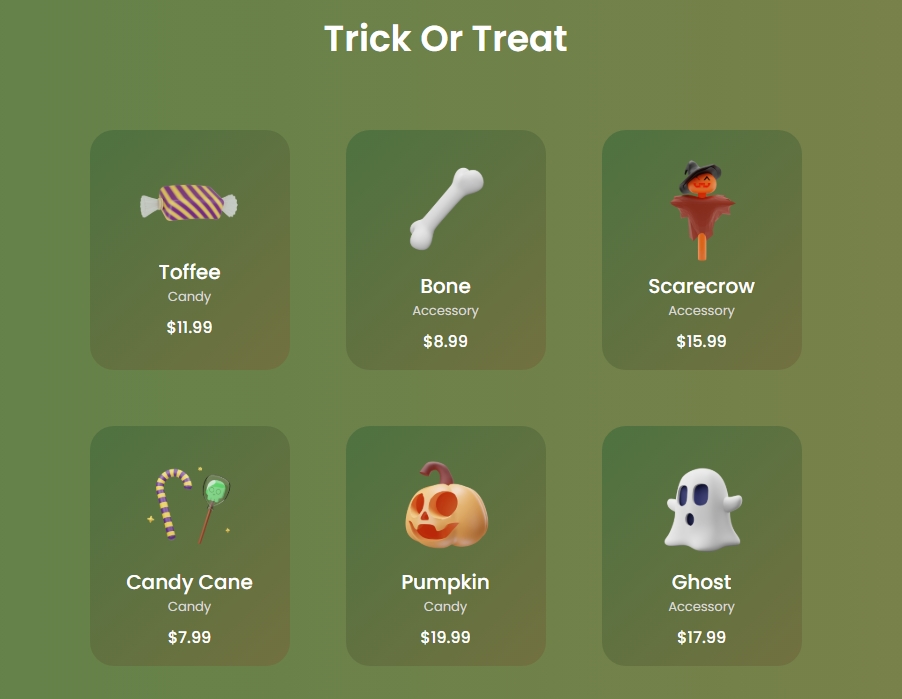 Trick Or Treat
Toffee
Candy
$11.99
Bone
Accessory
$8.99
Scarecrow
Accessory
$15.99
Candy Cane
Candy
$7.99
Pumpkin
Candy
$19.99
Ghost
Accessory
$17.99